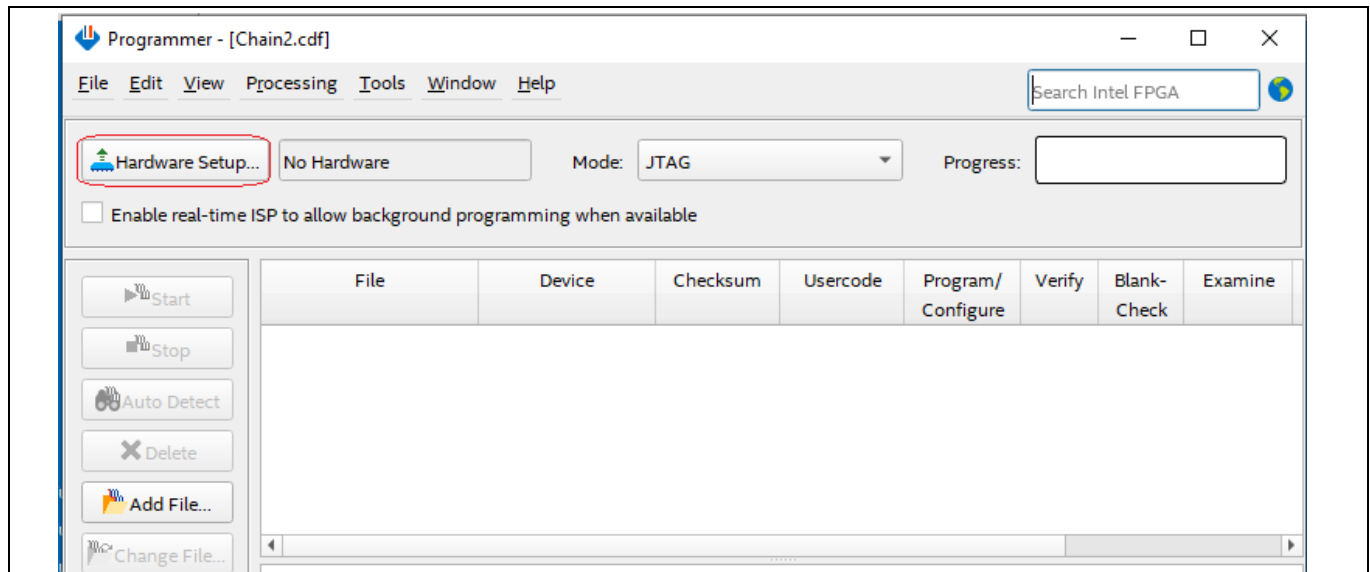 Programmer - [Chain2.cdf]
File Edit View Processing Tools Window Help
Search Intel FPGA
Hardware Setup... No Hardware Mode: JTAG Progress:
Enable real-time ISP to allow background programming when available
File Device Checksum Usercode Program/ Verify Blank- Examine
Configure Check
Start
Stop
Auto Detect
Delete
Add File...
Change File...